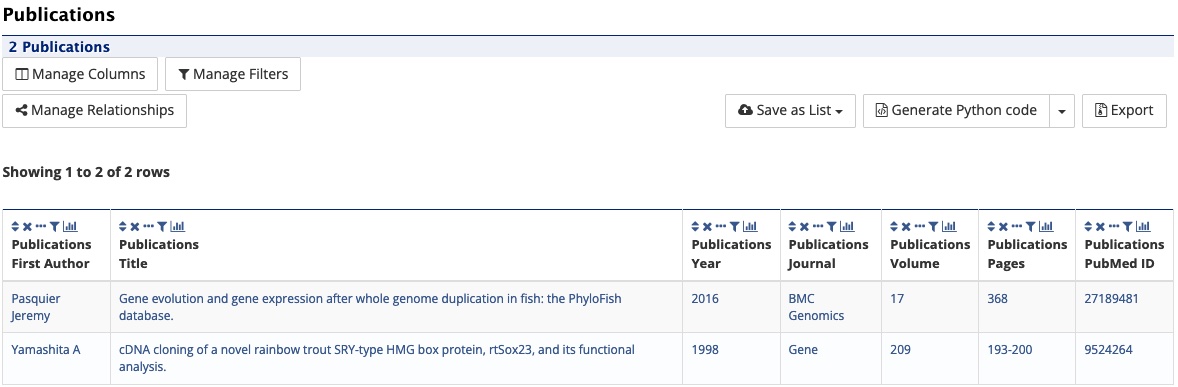 Publications
2 Publications
Manage Columns Manage Filters
Manage Relationships Save as List Generate Python code Export
Showing 1 to 2 of 2 rows
Publications First Author Publications Title Publications Year Publications Journal Publications Volume Publications Pages Publications PubMed ID
Pasquier Jeremy Gene evolution and gene expression after whole genome duplication in fish: the PhyloFish database. 2016 BMC Genomics 17 368 27189481
Yamashita A cDNA cloning of a novel rainbow trout SRY-type HMG box protein, rtSox23, and its functional analysis. 1998 Gene 209 193-200 9524264